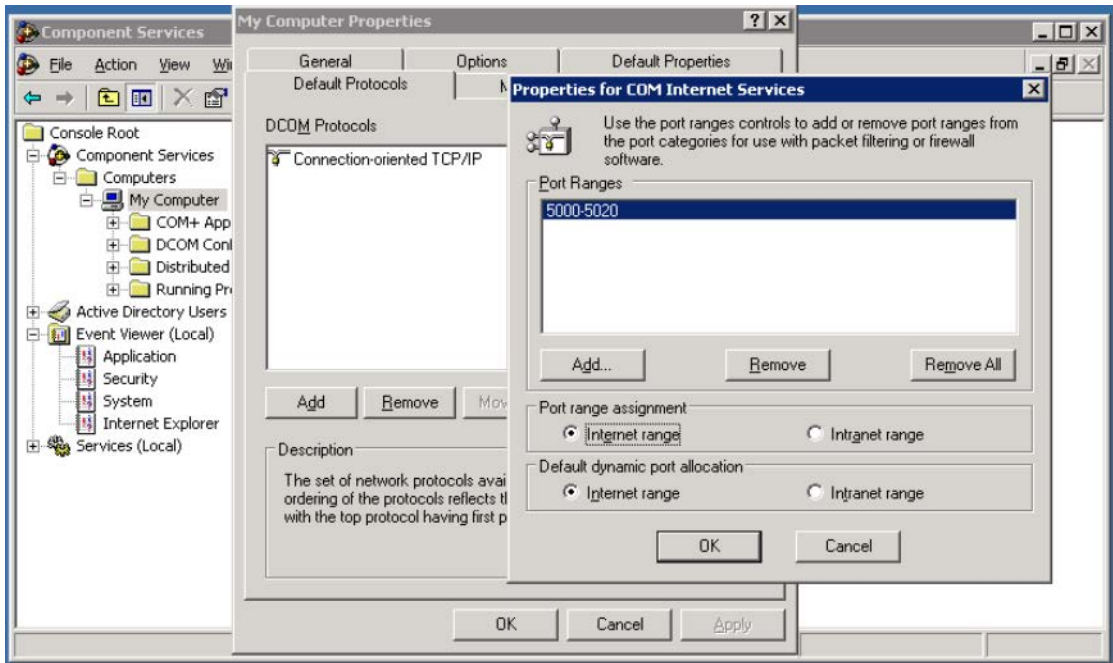 Component Services
File Action View
Console Root
Component Services
Computers
My Computer
COM+ App
DCOM
Distributed
Running
Active Directory Users
Event Viewer (Local)
Application
Security
System
Internet Explorer
Services (Local)
My Computer Properties
General Options Default Properties
Default Protocols
DCOM Protocols
Connection-oriented TCP/IP
Add Remove
Description
The set of network protocols
ordering of the protocols reflects
with the top protocol having first
OK Cancel Apply
Properties for COM Internet Services
Use the port ranges controls to add or remove port ranges from
the port categories for use with packet filtering or firewall
software.
Port Ranges
5000-5020
Add... Remove Remove All
Port range assignment
Internet range Intranet range
Default dynamic port allocation
Internet range Intranet range
OK Cancel